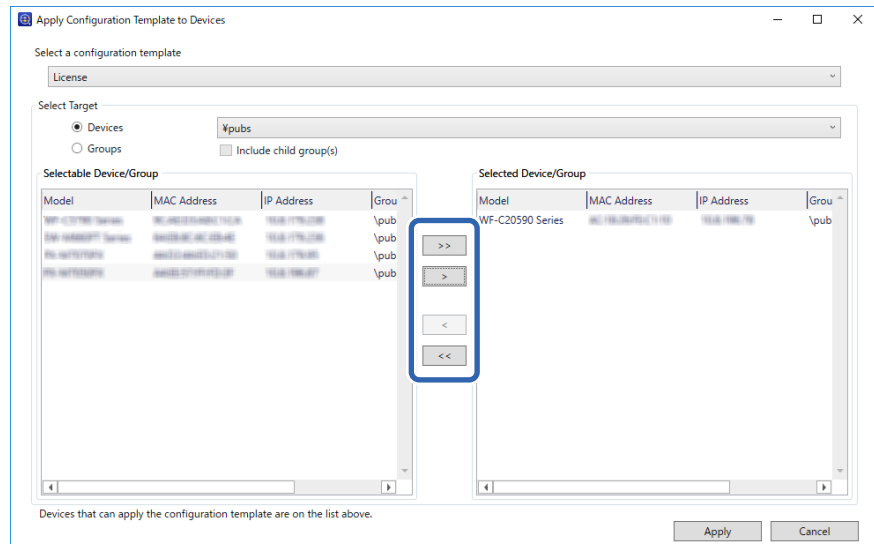 Apply Configuration Template to Devices
Select a configuration template
License
Select Target
Devices
¥pubs
Groups
Include child group(s)
Selectable Device/Group
Selected Device/Group
Model MAC Address IP Address Grou
Model MAC Address IP Address Grou
\pub
\pub
\pub
\pub
WF-C20590 Series \pub
>>
>
<
<<
Devices that can apply the configuration template are on the list above.
Apply Cancel